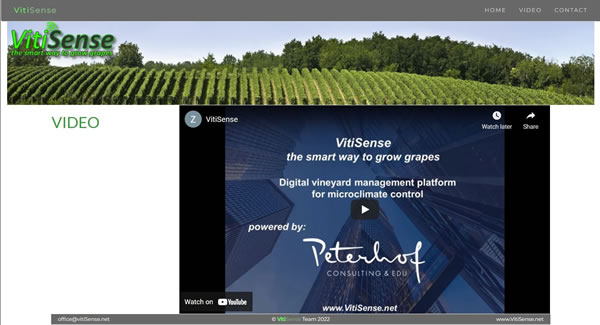 VitiSense
HOME VIDEO CONTACT
VitiSense
the smart way to grow grapes
VIDEO
Z VitiSense
Watch later Share
VitiSense
the smart way to grow grapes
Digital vineyard management platform
for microclimate control
powered by:
Peterhof
CONSULTING & EDU
Watch on YouTube
www.VitiSense.net
office@vitiSense.net © VitiSense Team 2022 www.VitiSense.net